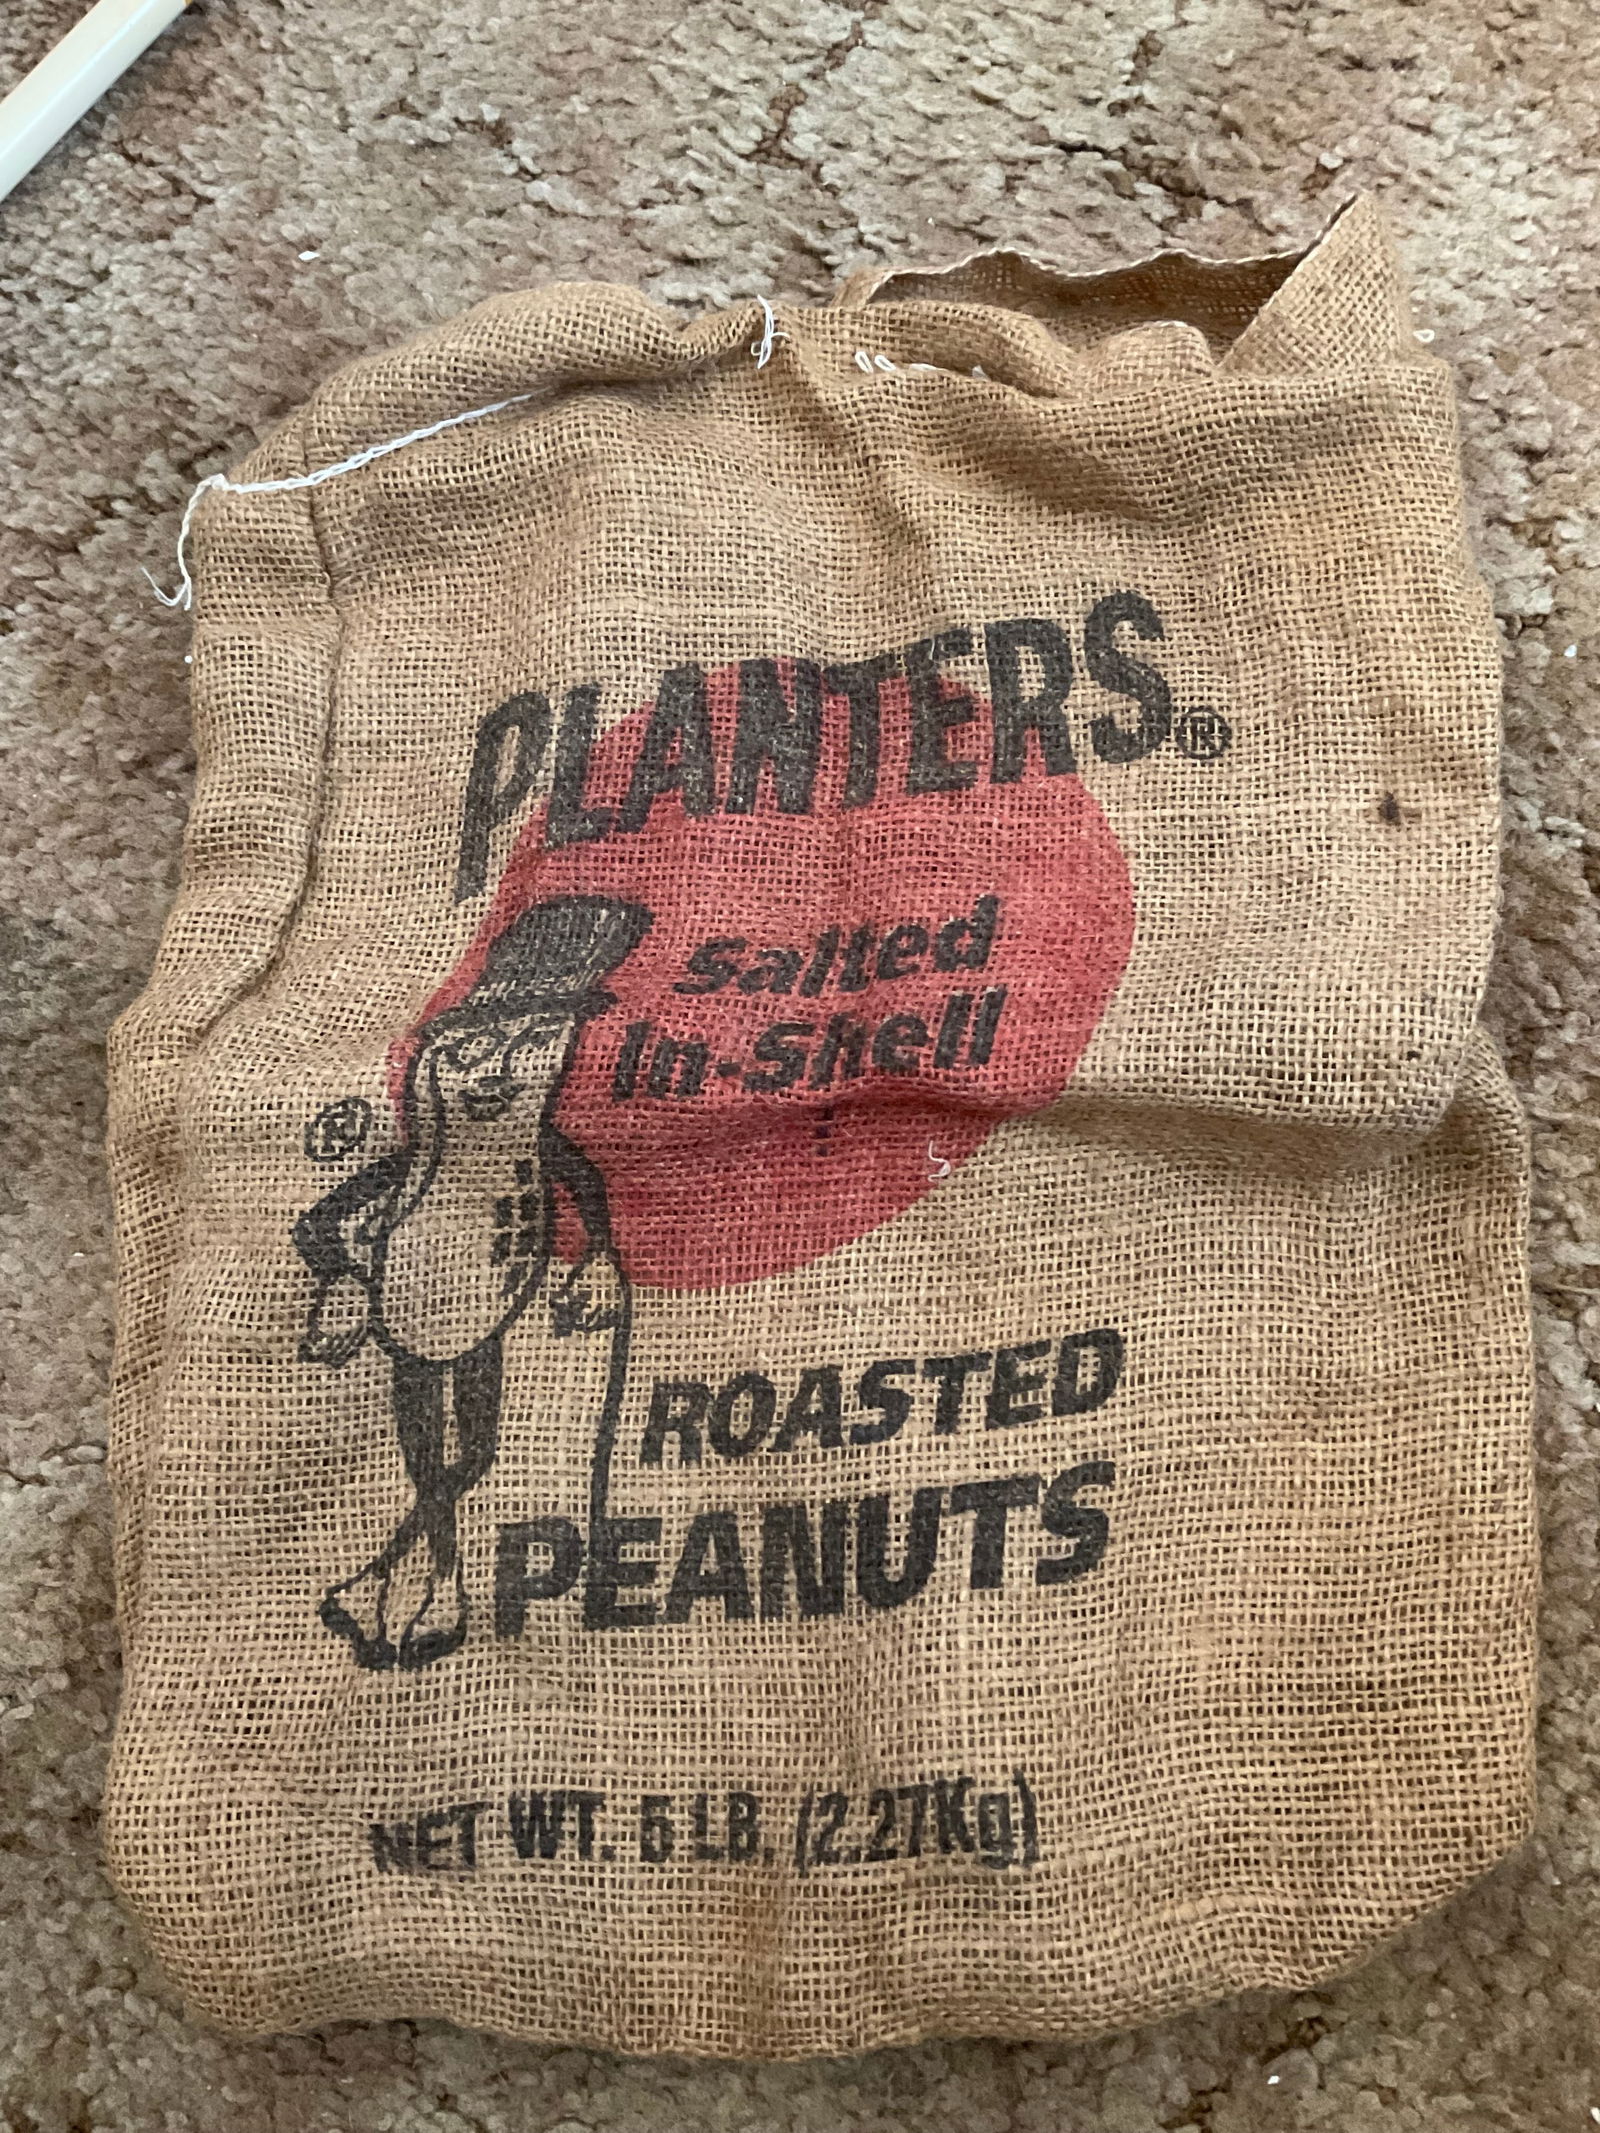 PLANTERS®
Salted
In-Shell
®
ROASTED
PEANUTS
NET WT. 5 LB. (2.27Kg)